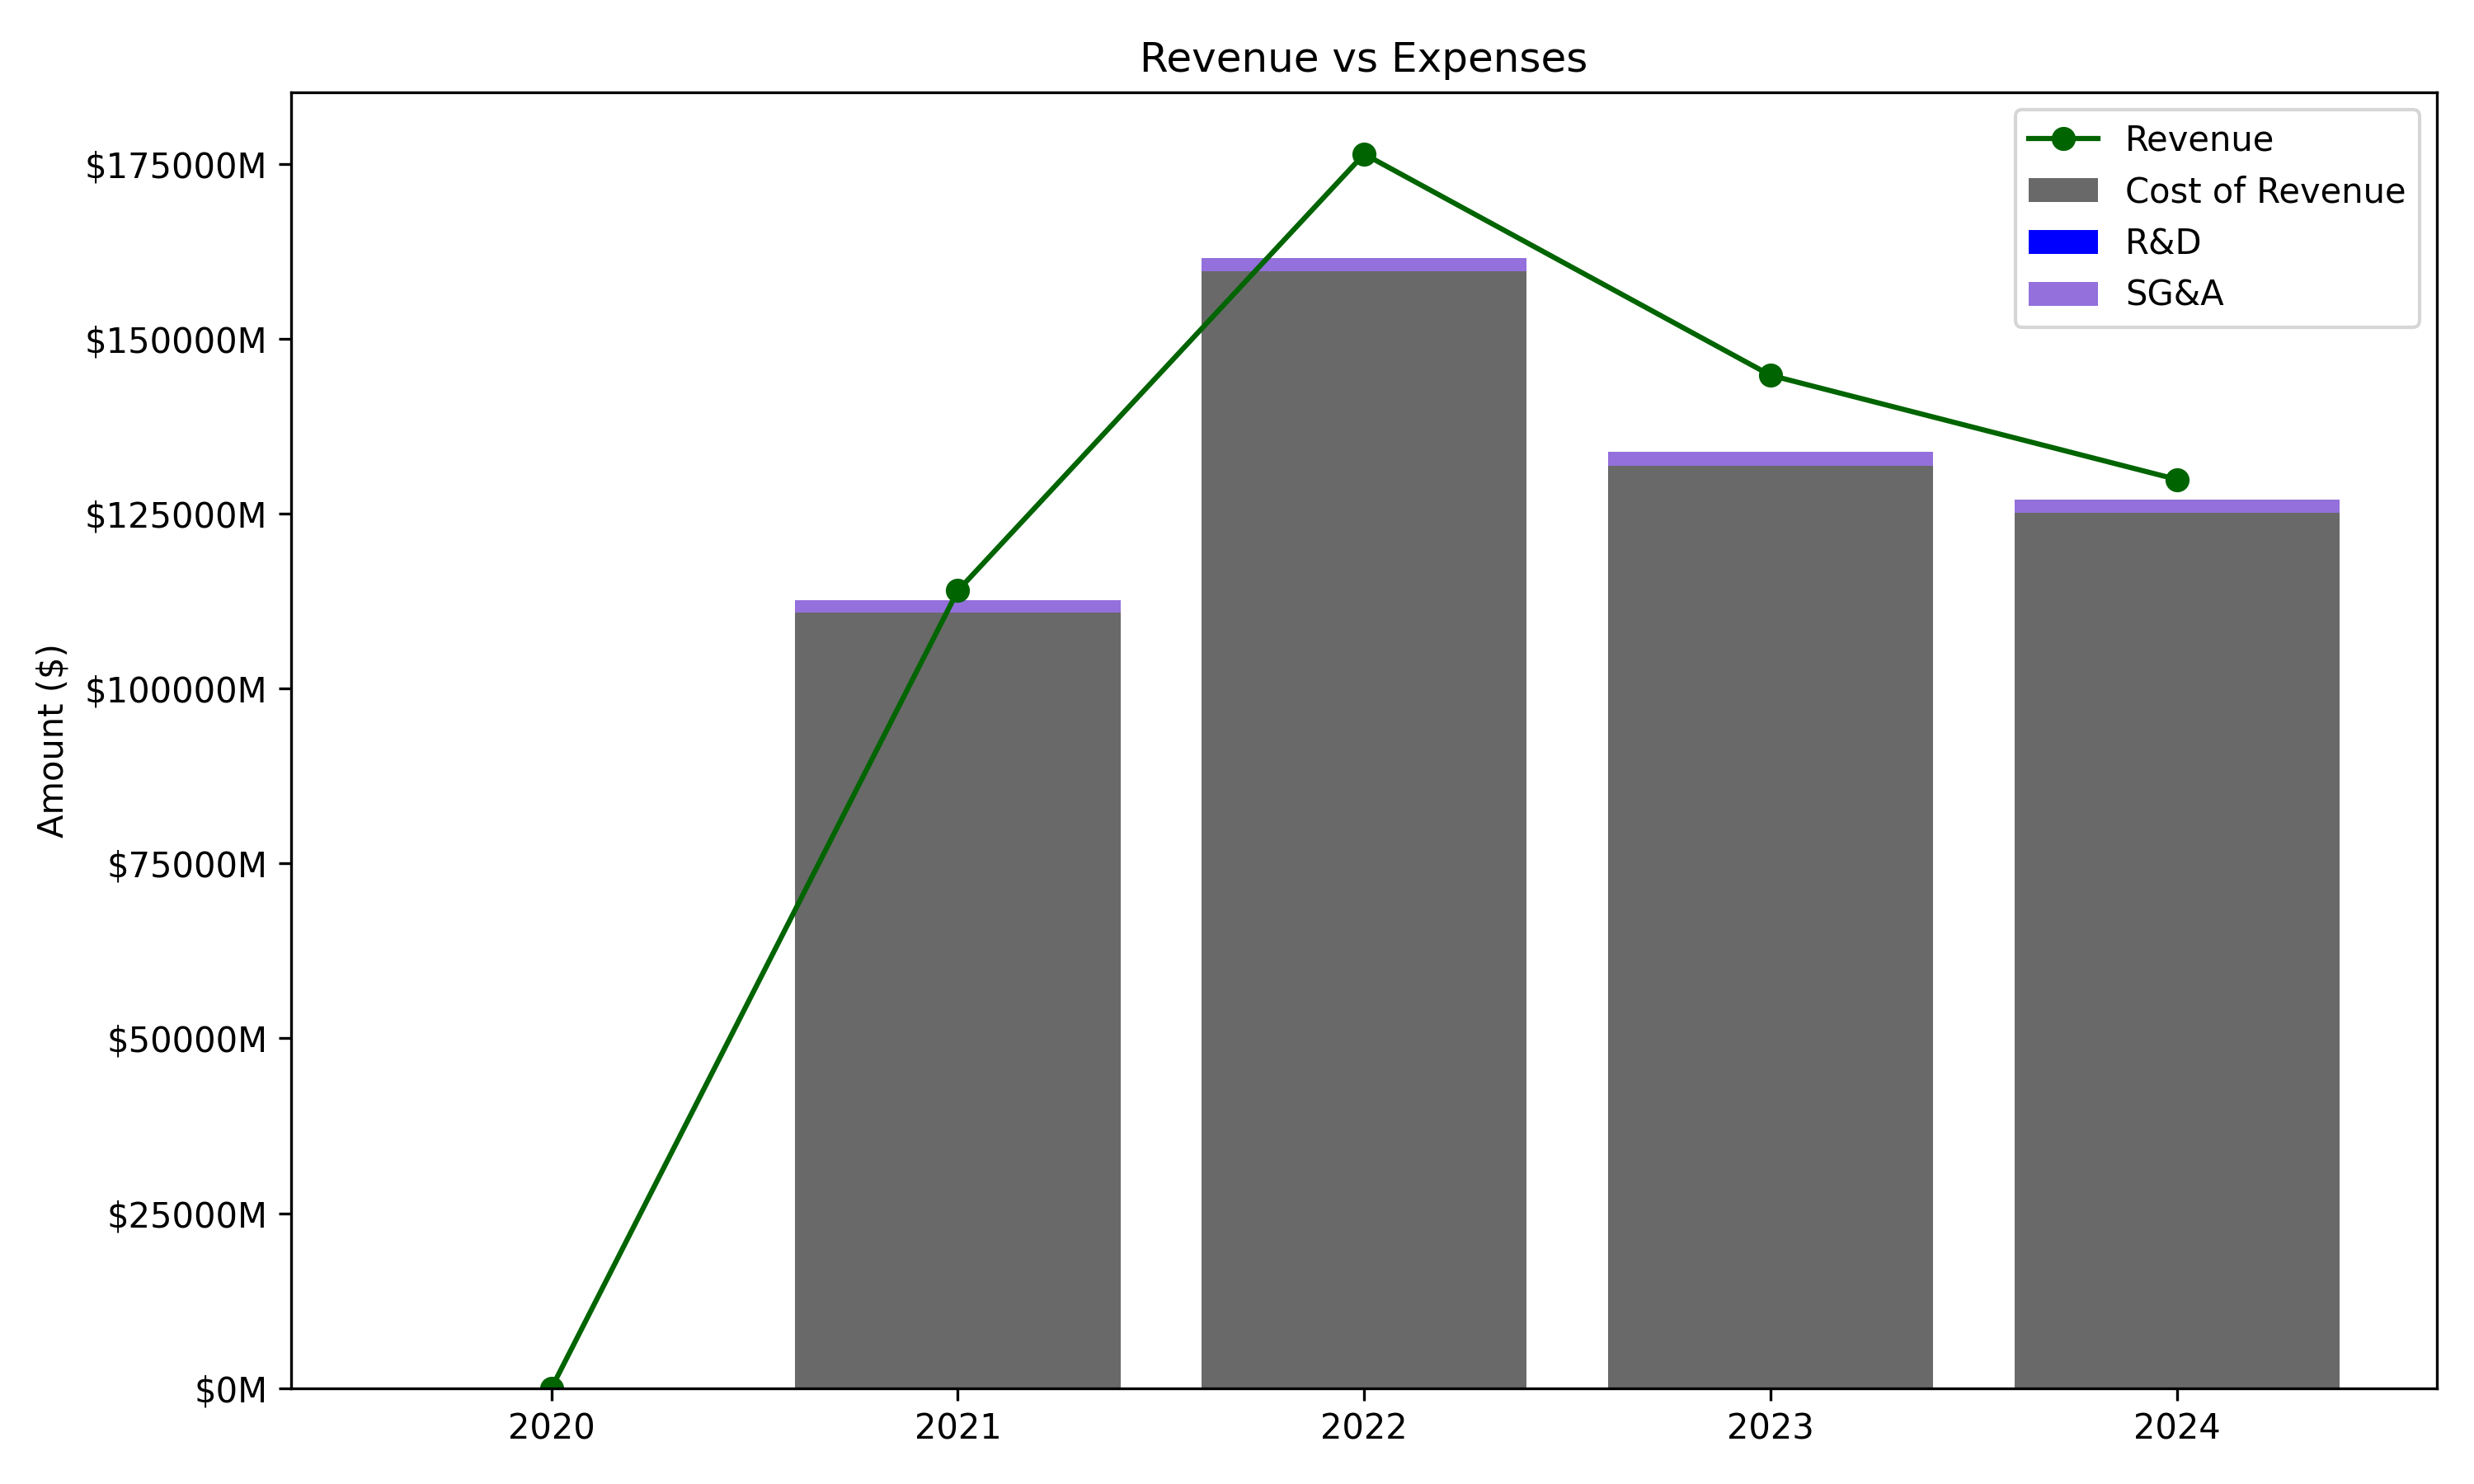 Revenue vs Expenses
Revenue
Cost of Revenue
R&D
SG&A
Amount ($)
$175000M
$150000M
$125000M
$100000M
$75000M
$50000M
$25000M
$0M
2020
2021
2022
2023
2024